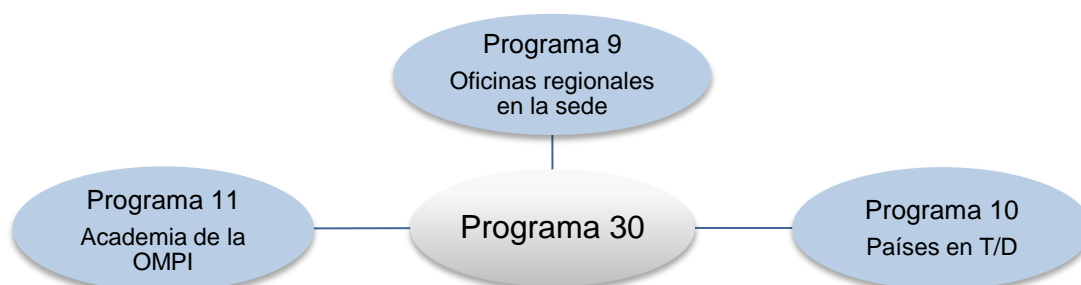 Programa 9
Oficinas regionales
en la sede
Programa 11
Academia de la
OMPI
Programa 30
Programa 10
Países en T/D